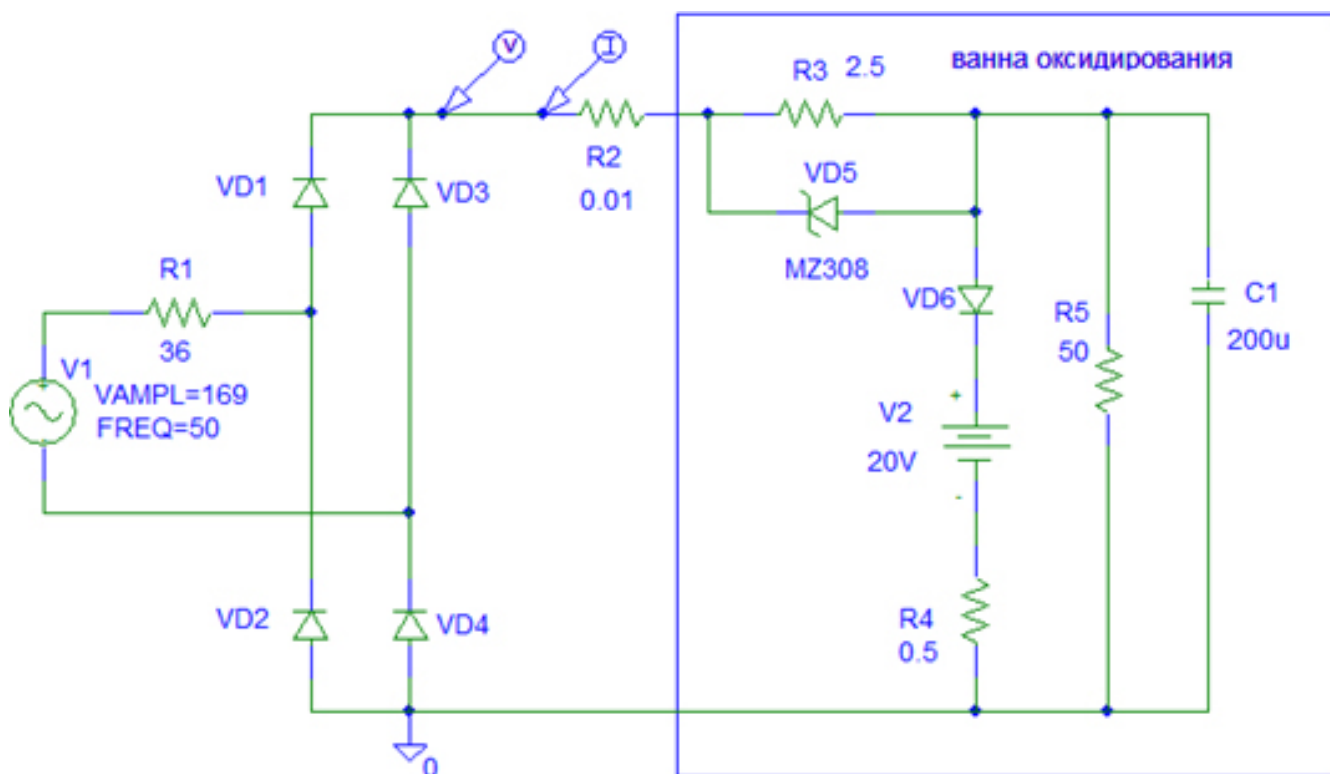 V
I
ванна оксидирования
R3 2.5
R2
0.01
VD1
VD3
VD5
MZ308
R1
36
VD6
R5
50
C1
200u
V1
VAMPL=169
FREQ=50
+
V2
20V
-
VD2
VD4
R4
0.5
0